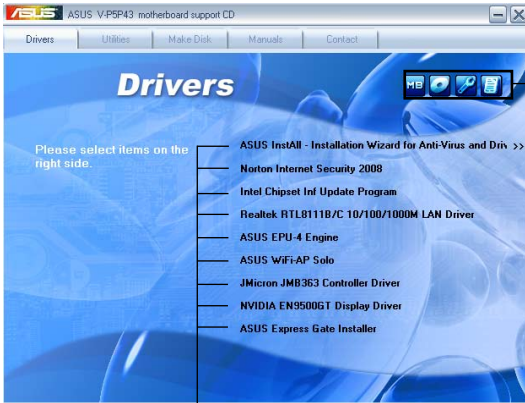 ASUS V-P5P43 motherboard support CD
Drivers Utilities Make Disk Manuals Contact
Drivers
MB
Please select items on the right side.
ASUS InstAll - Installation Wizard for Anti-Virus and Driv >>
Norton Internet Security 2008
Intel Chipset Inf Update Program
Realtek RTL8111B/C 10/100/1000M LAN Driver
ASUS EPU-4 Engine
ASUS WiFi-AP Solo
JMicron JMB363 Controller Driver
NVIDIA EN9500GT Display Driver
ASUS Express Gate Installer